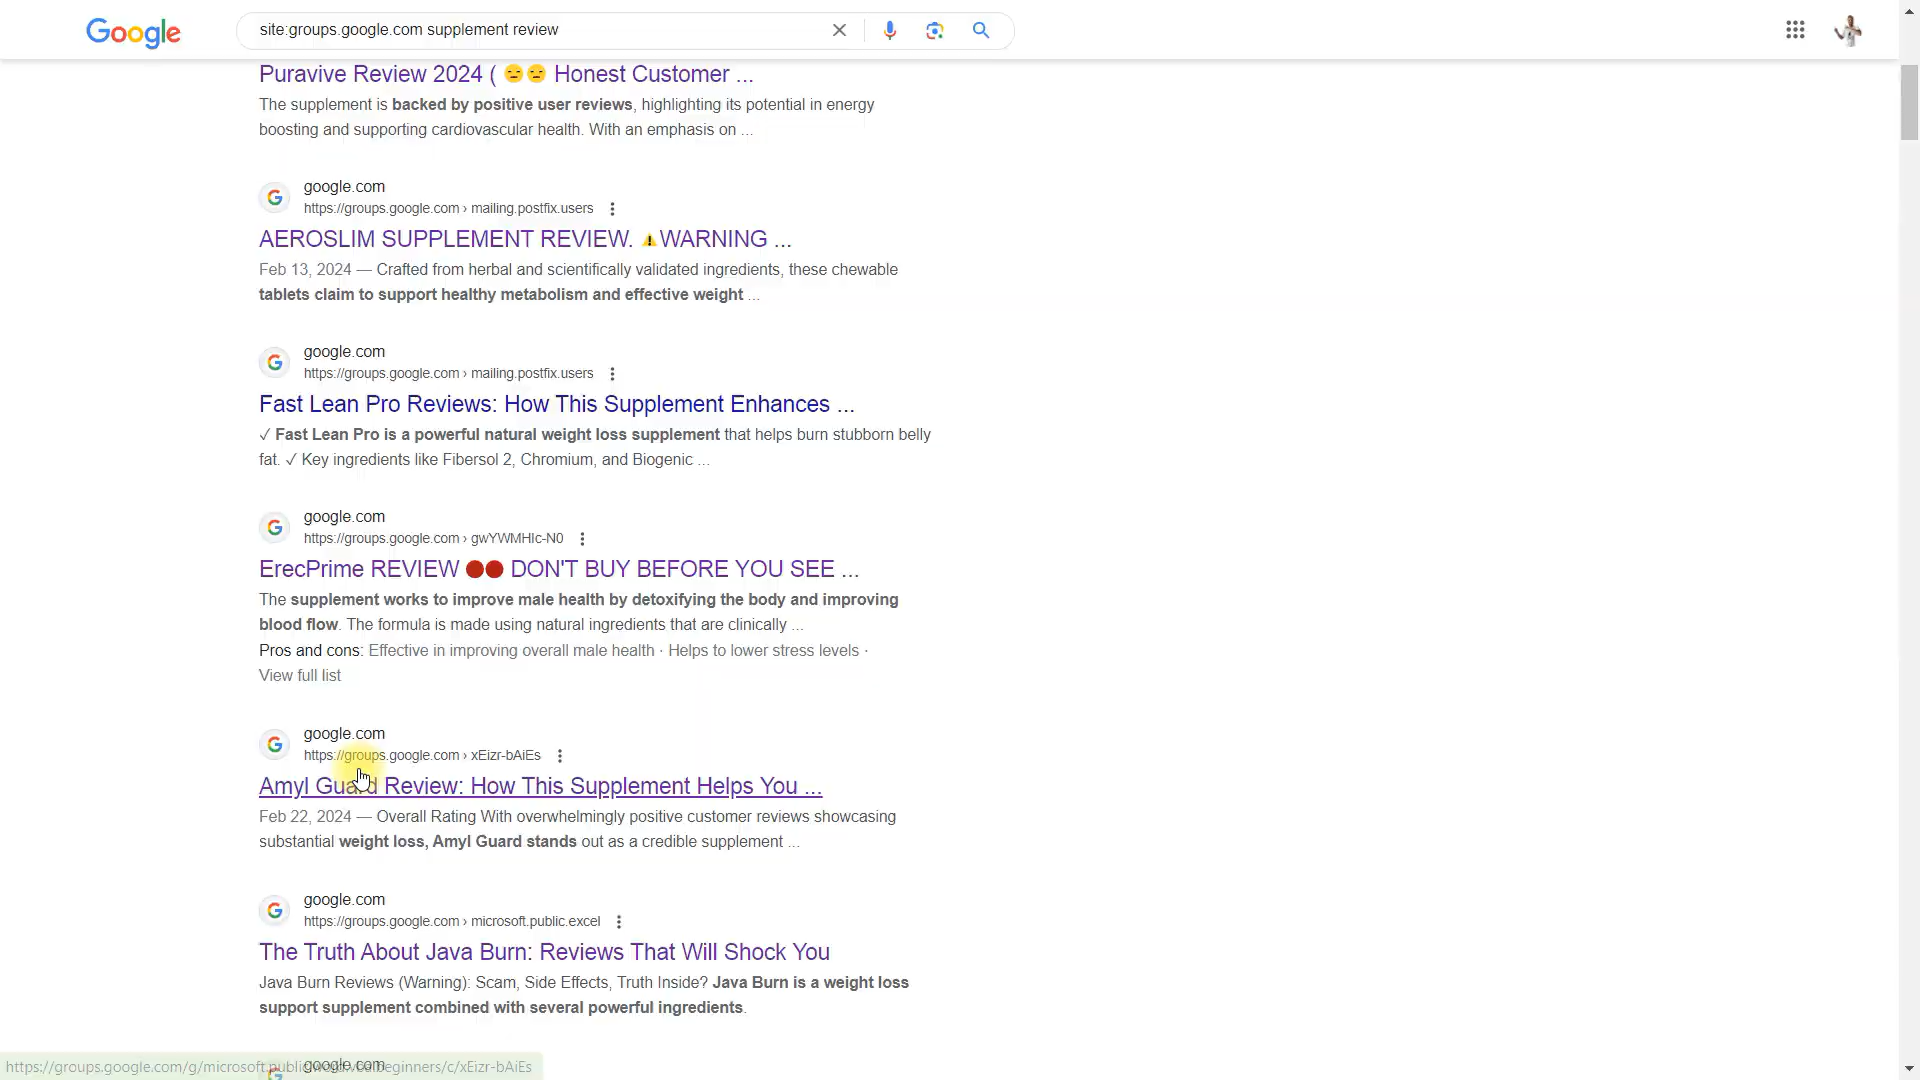 Google
site:groups.google.com supplement review
Puravive Review 2024 ( 😑😑 Honest Customer ...
The supplement is backed by positive user reviews, highlighting its potential in energy
boosting and supporting cardiovascular health. With an emphasis on ...
google.com
https://groups.google.com › mailing.postfix.users
AEROSLIM SUPPLEMENT REVIEW. ⚠WARNING ...
Feb 13, 2024 — Crafted from herbal and scientifically validated ingredients, these chewable
tablets claim to support healthy metabolism and effective weight ...
google.com
https://groups.google.com › mailing.postfix.users
Fast Lean Pro Reviews: How This Supplement Enhances ...
✓ Fast Lean Pro is a powerful natural weight loss supplement that helps burn stubborn belly
fat. ✓ Key ingredients like Fibersol 2, Chromium, and Biogenic ...
google.com
https://groups.google.com › gwYWMHIc-N0
ErecPrime REVIEW 🔴🔴 DON'T BUY BEFORE YOU SEE ...
The supplement works to improve male health by detoxifying the body and improving
blood flow. The formula is made using natural ingredients that are clinically ...
Pros and cons: Effective in improving overall male health · Helps to lower stress levels ·
View full list
google.com
https://groups.google.com › xEizr-bAiEs
Amyl Guard Review: How This Supplement Helps You ...
Feb 22, 2024 — Overall Rating With overwhelmingly positive customer reviews showcasing
substantial weight loss, Amyl Guard stands out as a credible supplement ...
google.com
https://groups.google.com › microsoft.public.excel
The Truth About Java Burn: Reviews That Will Shock You
Java Burn Reviews (Warning): Scam, Side Effects, Truth Inside? Java Burn is a weight loss
support supplement combined with several powerful ingredients.
google.com